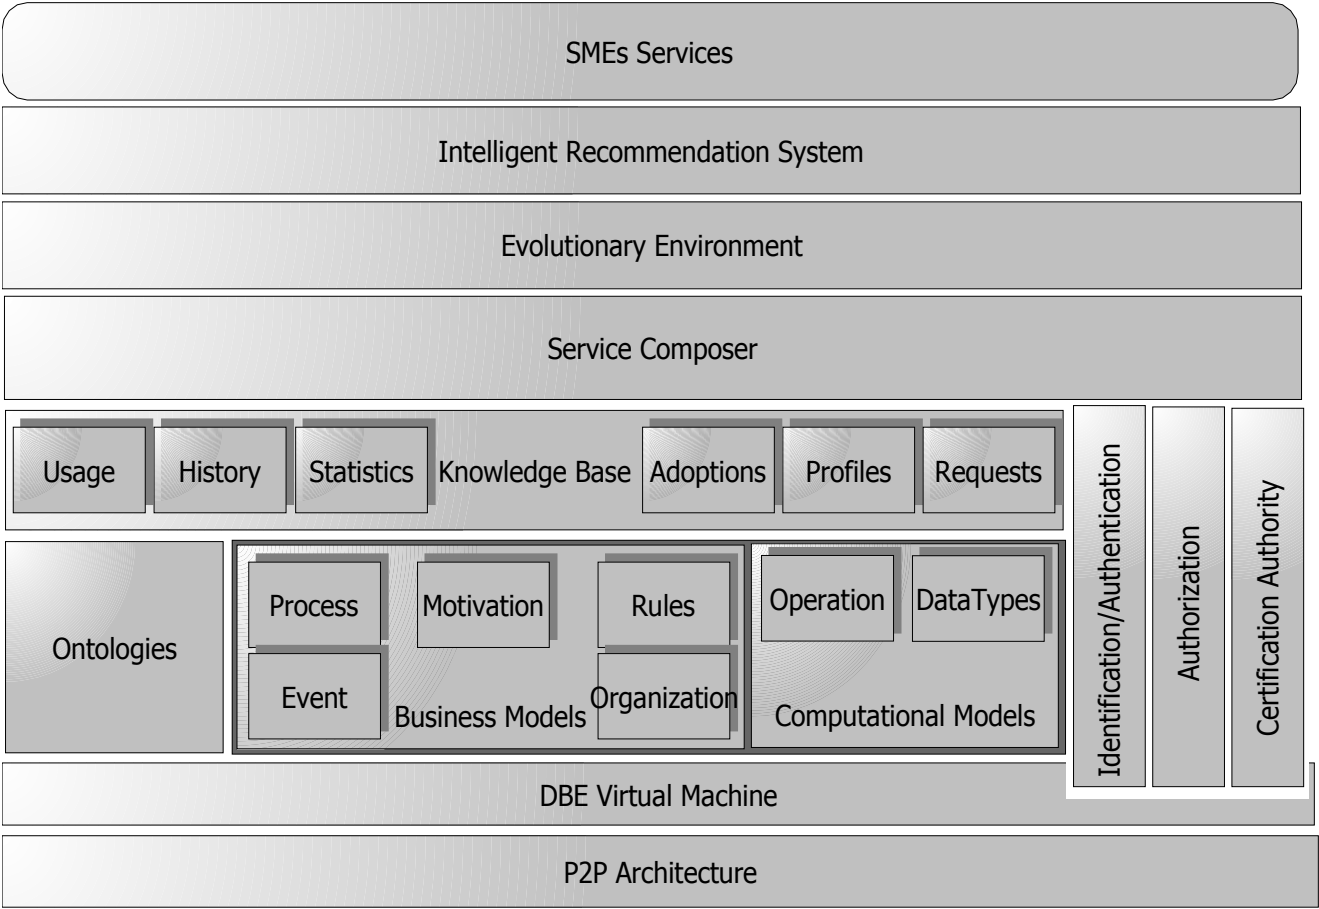 SMEs Services
Intelligent Recommendation System
Evolutionary Environment
Service Composer
Usage
History
Statistics
Knowledge Base
Adoptions
Profiles
Requests
Identification/Authentication
Authorization
Certification Authority
Ontologies
Process
Motivation
Rules
Event
Business Models
Organization
Operation
DataTypes
Computational Models
DBE Virtual Machine
P2P Architecture